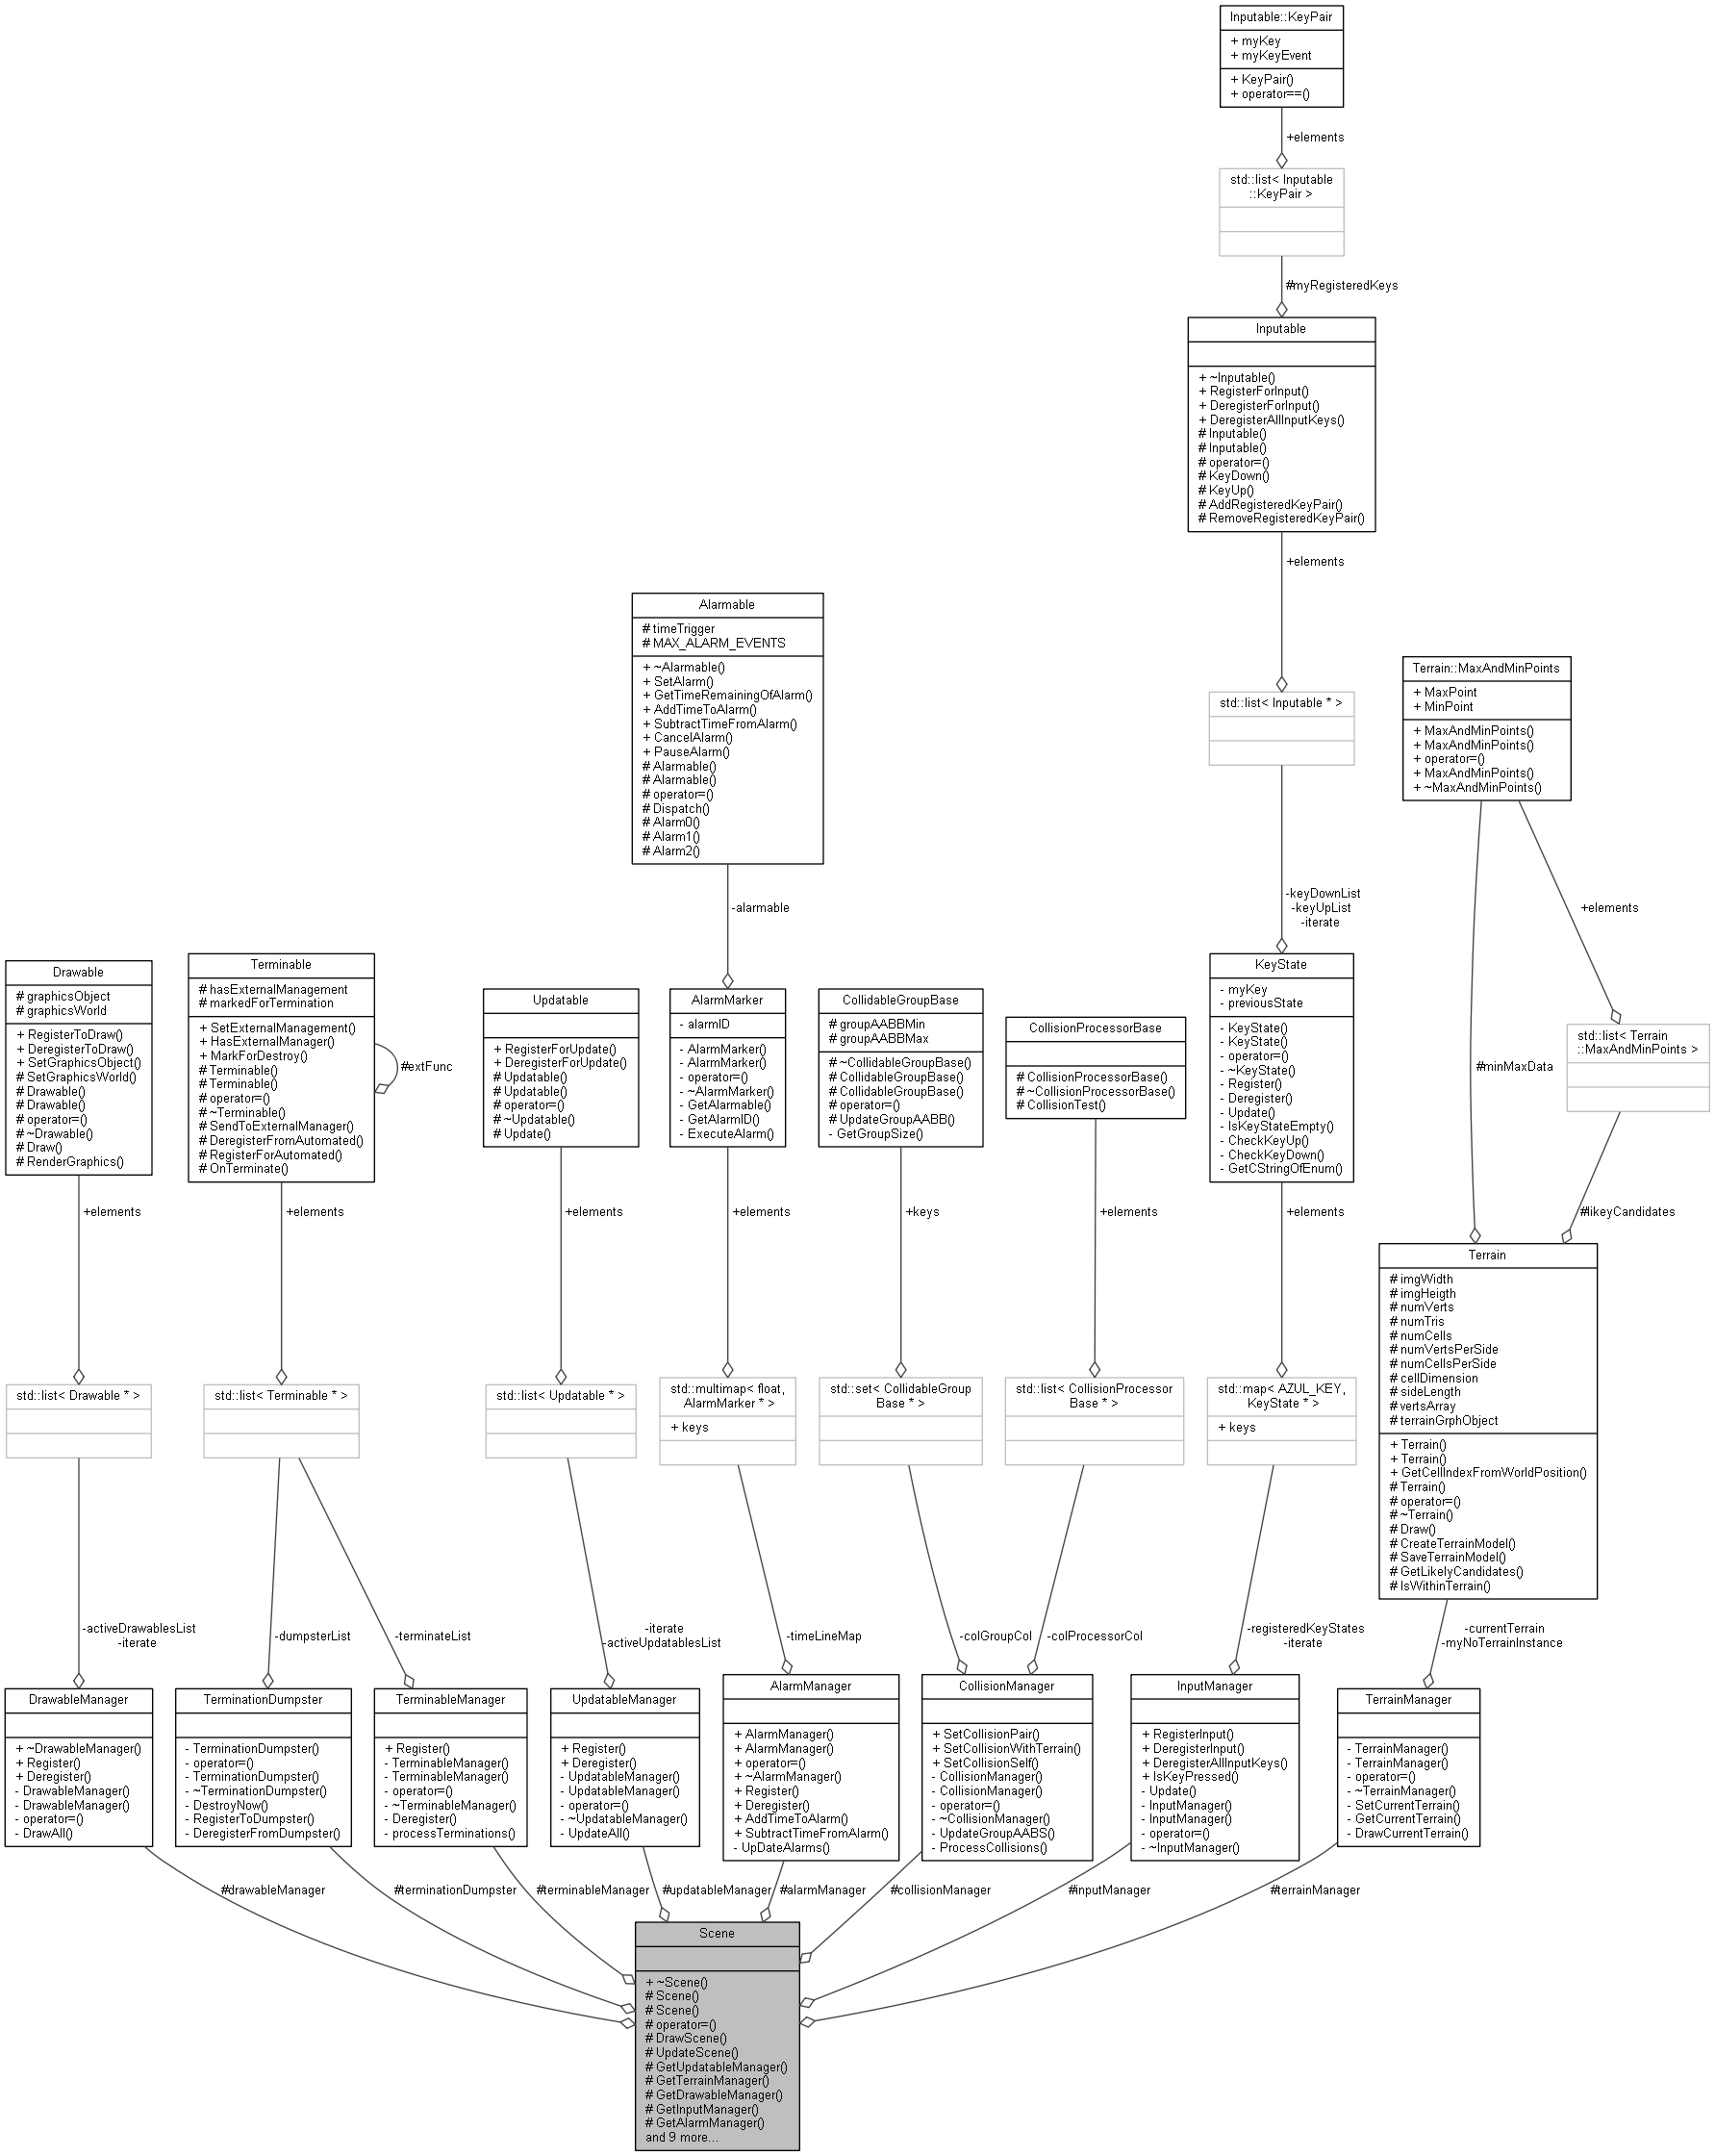 Inputable::KeyPair
+ myKey
+ myKeyEvent
+ KeyPair()
+ operator==()
+elements
std::list< Inputable
::KeyPair >
#myRegisteredKeys
Inputable
+ ~Inputable()
+ RegisterForInput()
+ DeregisterForInput()
+ DeregisterAllInputKeys()
# Inputable()
# Inputable()
# operator=()
# KeyDown()
# KeyUp()
# AddRegisteredKeyPair()
# RemoveRegisteredKeyPair()
+elements
Alarmable
# timeTrigger
# MAX_ALARM_EVENTS
+ ~Alarmable()
+ SetAlarm()
+ GetTimeRemainingOfAlarm()
+ AddTimeToAlarm()
+ SubtractTimeFromAlarm()
+ CancelAlarm()
+ PauseAlarm()
# Alarmable()
# Alarmable()
# operator=()
# Dispatch()
# Alarm0()
# Alarm1()
# Alarm2()
-alarmable
std::list< Inputable * >
-keyDownList
-keyUpList
-iterate
Terrain::MaxAndMinPoints
+ MaxPoint
+ MinPoint
+ MaxAndMinPoints()
+ MaxAndMinPoints()
+ operator=()
+ MaxAndMinPoints()
+ ~MaxAndMinPoints()
+elements
Drawable
# graphicsObject
# graphicsWorld
+ RegisterToDraw()
+ DeregisterToDraw()
+ SetGraphicsObject()
# SetGraphicsWorld()
# Drawable()
# Drawable()
# operator=()
# ~Drawable()
# Draw()
# RenderGraphics()
Terminable
# hasExternalManagement
# markedForTermination
+ SetExternalManagement()
+ HasExternalManager()
+ MarkForDestroy()
# Terminable()
# Terminable()
# operator=()
# ~Terminable()
# SendToExternalManager()
# DeregisterFromAutomated()
# RegisterForAutomated()
# OnTerminate()
#extFunc
Updatable
+ RegisterForUpdate()
+ DeregisterForUpdate()
# Updatable()
# Updatable()
# operator=()
# ~Updatable()
# Update()
AlarmMarker
- alarmID
- AlarmMarker()
- AlarmMarker()
- operator=()
- ~AlarmMarker()
- GetAlarmable()
- GetAlarmID()
- ExecuteAlarm()
CollidableGroupBase
# groupAABBMin
# groupAABBMax
# ~CollidableGroupBase()
# CollidableGroupBase()
# CollidableGroupBase()
# operator=()
# UpdateGroupAABB()
- GetGroupSize()
CollisionProcessorBase
# CollisionProcessorBase()
# ~CollisionProcessorBase()
# CollisionTest()
KeyState
- myKey
- previousState
- KeyState()
- KeyState()
- operator=()
- ~KeyState()
- Register()
- Deregister()
- Update()
- IsKeyStateEmpty()
- CheckKeyUp()
- CheckKeyDown()
- GetCStringOfEnum()
#minMaxData
std::list< Terrain
::MaxAndMinPoints >
#likeyCandidates
+elements
+elements
+elements
+elements
+keys
+elements
+elements
std::list< Drawable * >
std::list< Terminable * >
std::list< Updatable * >
std::multimap< float,
AlarmMarker * >
+ keys
std::set< CollidableGroup
Base * >
std::list< CollisionProcessor
Base * >
std::map< AZUL_KEY,
KeyState * >
+ keys
Terrain
# imgWidth
# imgHeigth
# numVerts
# numTris
# numCells
# numVertsPerSide
# numCellsPerSide
# cellDimension
# sideLength
# vertsArray
# terrainGrphObject
+ Terrain()
+ Terrain()
+ GetCellIndexFromWorldPosition()
# Terrain()
# operator=()
# ~Terrain()
# Draw()
# CreateTerrainModel()
# SaveTerrainModel()
# GetLikelyCandidates()
# IsWithinTerrain()
-activeDrawablesList
-iterate
-dumpsterList
-terminateList
-iterate
-activeUpdatablesList
-timeLineMap
-colGroupCol
-colProcessorCol
-registeredKeyStates
-iterate
-currentTerrain
-myNoTerrainInstance
DrawableManager
+ ~DrawableManager()
+ Register()
+ Deregister()
- DrawableManager()
- DrawableManager()
- operator=()
- DrawAll()
TerminationDumpster
- TerminationDumpster()
- operator=()
- TerminationDumpster()
- ~TerminationDumpster()
- DestroyNow()
- RegisterToDumpster()
- DeregisterFromDumpster()
TerminableManager
+ Register()
- TerminableManager()
- TerminableManager()
- operator=()
- ~TerminableManager()
- Deregister()
- processTerminations()
UpdatableManager
+ Register()
+ Deregister()
- UpdatableManager()
- UpdatableManager()
- operator=()
- ~UpdatableManager()
- UpdateAll()
AlarmManager
+ AlarmManager()
+ AlarmManager()
+ operator=()
+ ~AlarmManager()
+ Register()
+ Deregister()
+ AddTimeToAlarm()
+ SubtractTimeFromAlarm()
- UpDateAlarms()
CollisionManager
+ SetCollisionPair()
+ SetCollisionWithTerrain()
+ SetCollisionSelf()
- CollisionManager()
- CollisionManager()
- operator=()
- ~CollisionManager()
- UpdateGroupAABS()
- ProcessCollisions()
InputManager
+ RegisterInput()
+ DeregisterInput()
+ DeregisterAllInputKeys()
+ IsKeyPressed()
- Update()
- InputManager()
- InputManager()
- operator=()
- ~InputManager()
TerrainManager
- TerrainManager()
- TerrainManager()
- operator=()
- ~TerrainManager()
- SetCurrentTerrain()
- GetCurrentTerrain()
- DrawCurrentTerrain()
#drawableManager
#terminationDumpster
#terminableManager
#updatableManager
#alarmManager
#collisionManager
#inputManager
#terrainManager
Scene
+ ~Scene()
# Scene()
# Scene()
# operator=()
# DrawScene()
# UpdateScene()
# GetUpdatableManager()
# GetTerrainManager()
# GetDrawableManager()
# GetInputManager()
# GetAlarmManager()
and 9 more...